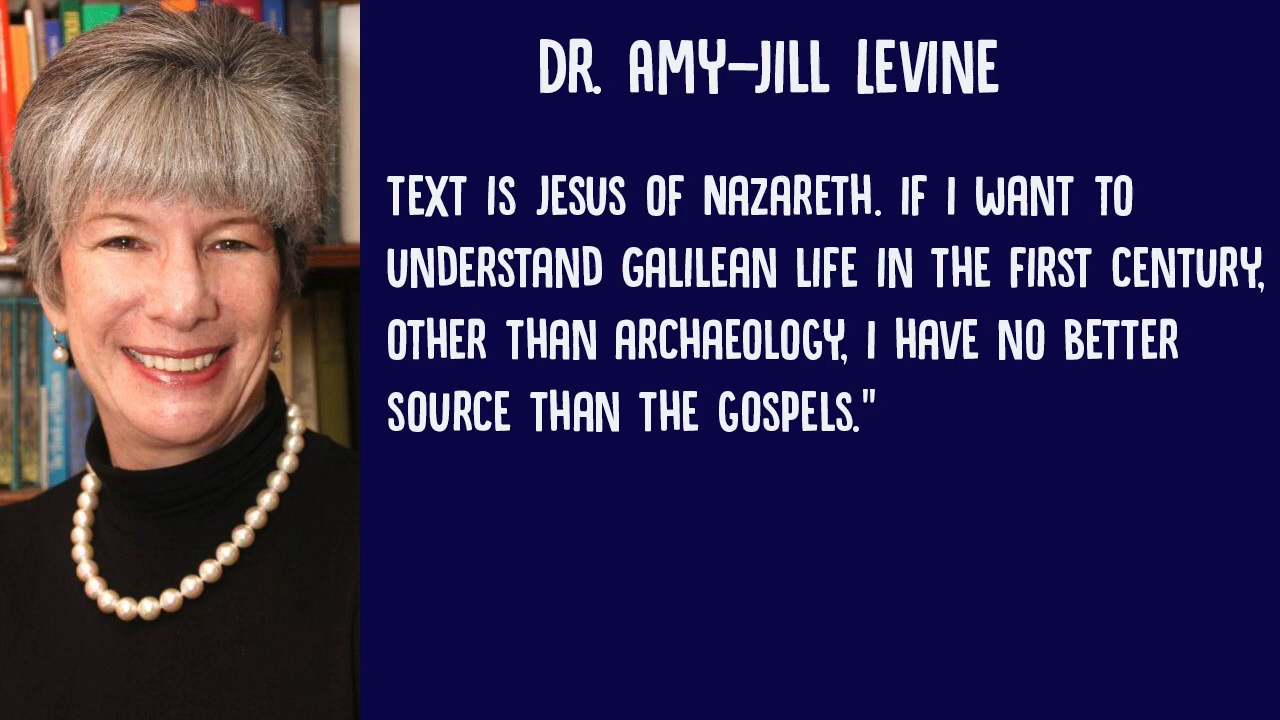 DR. AMY-JILL LEVINE
TEXT IS JESUS OF NAZARETH. IF I WANT TO
UNDERSTAND GALILEAN LIFE IN THE FIRST CENTURY,
OTHER THAN ARCHAEOLOGY, I HAVE NO BETTER
SOURCE THAN THE GOSPELS."